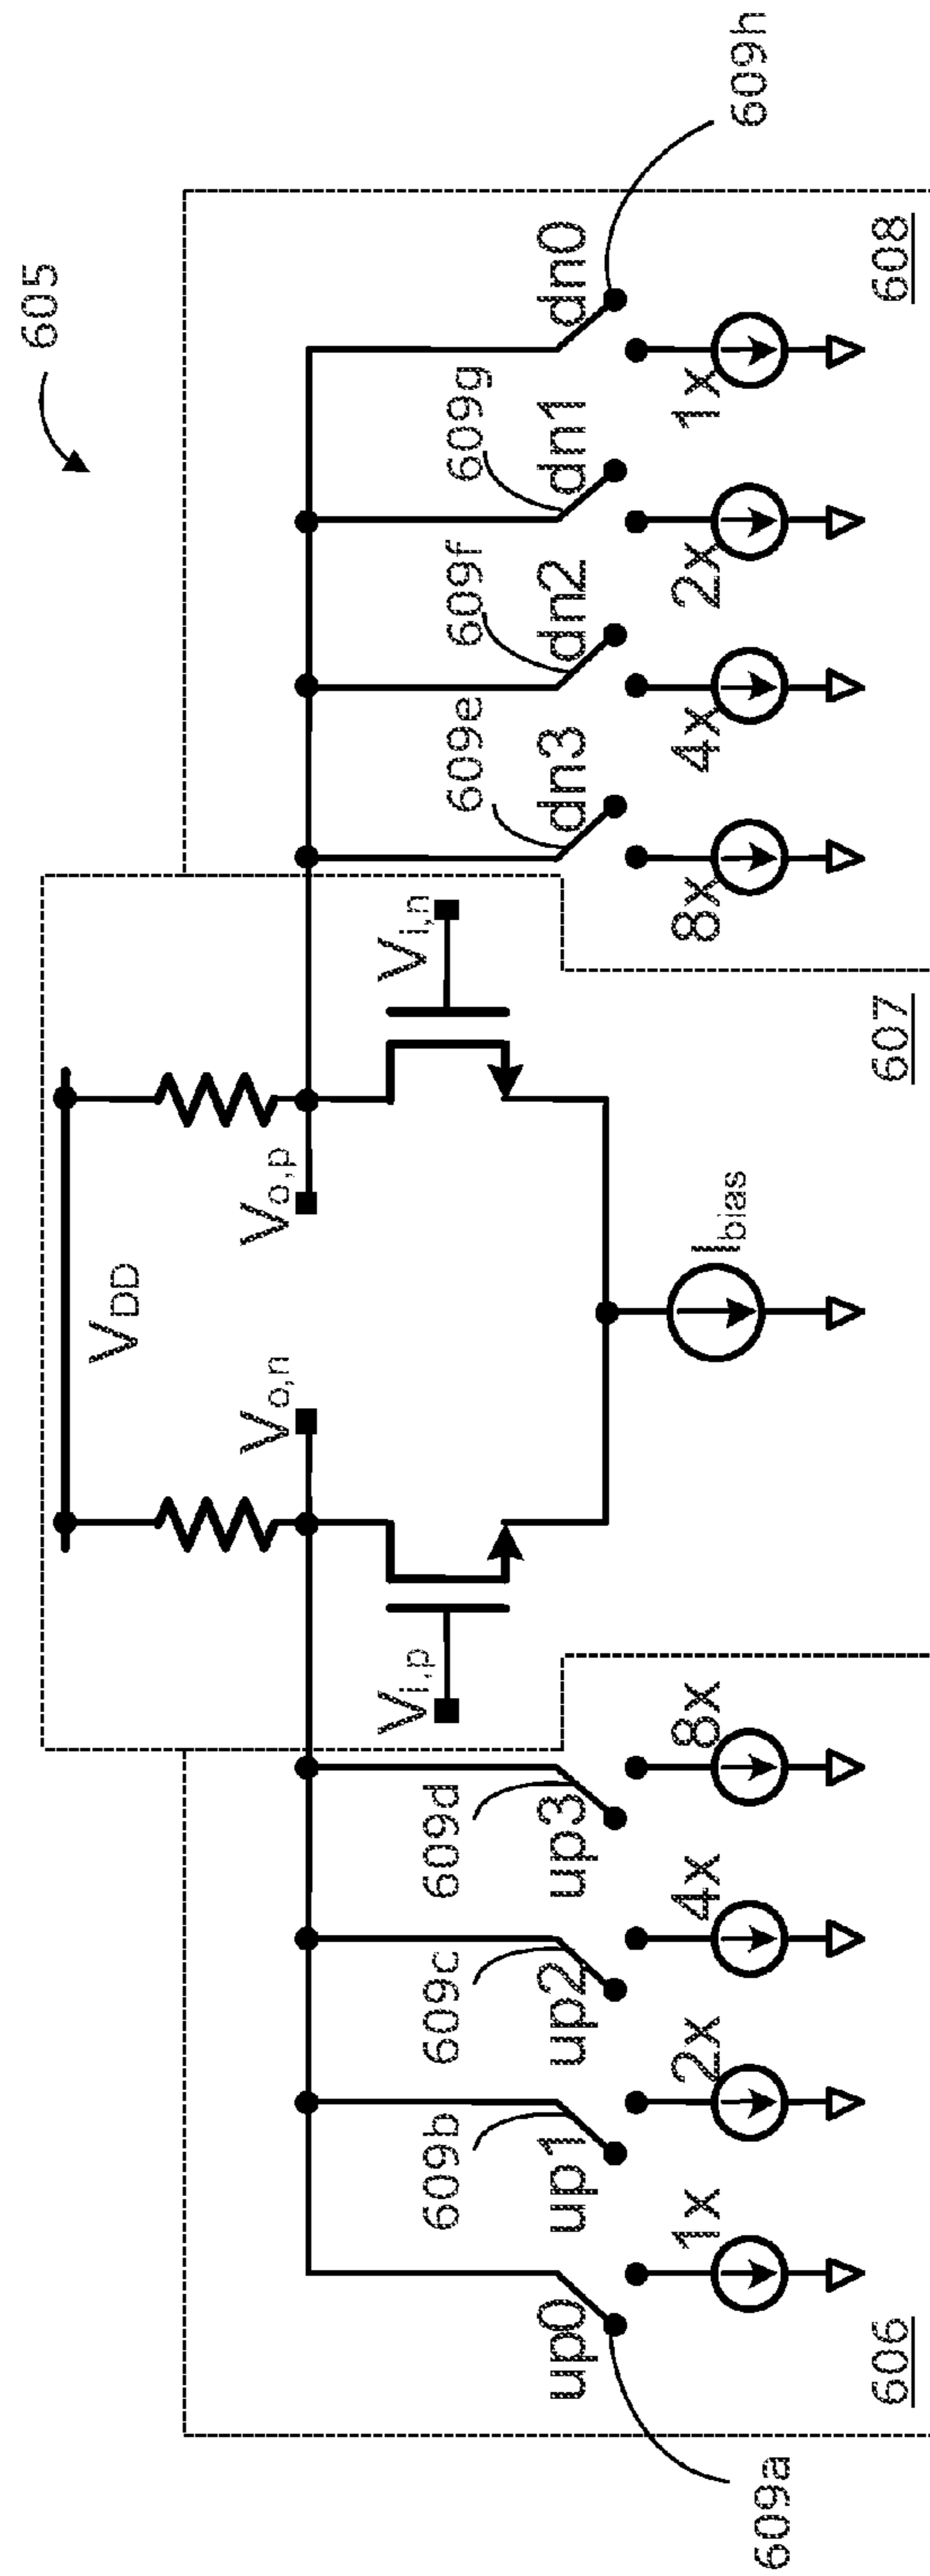 605
V_DD
V_o,n
V_o,p
V_i,p
V_i,n
I_bias
609a
609b
609c
609d
609e
609f
609g
609h
up0
up1
up2
up3
dn3
dn2
dn1
dn0
1x
2x
4x
8x
8x
4x
2x
1x
606
607
608